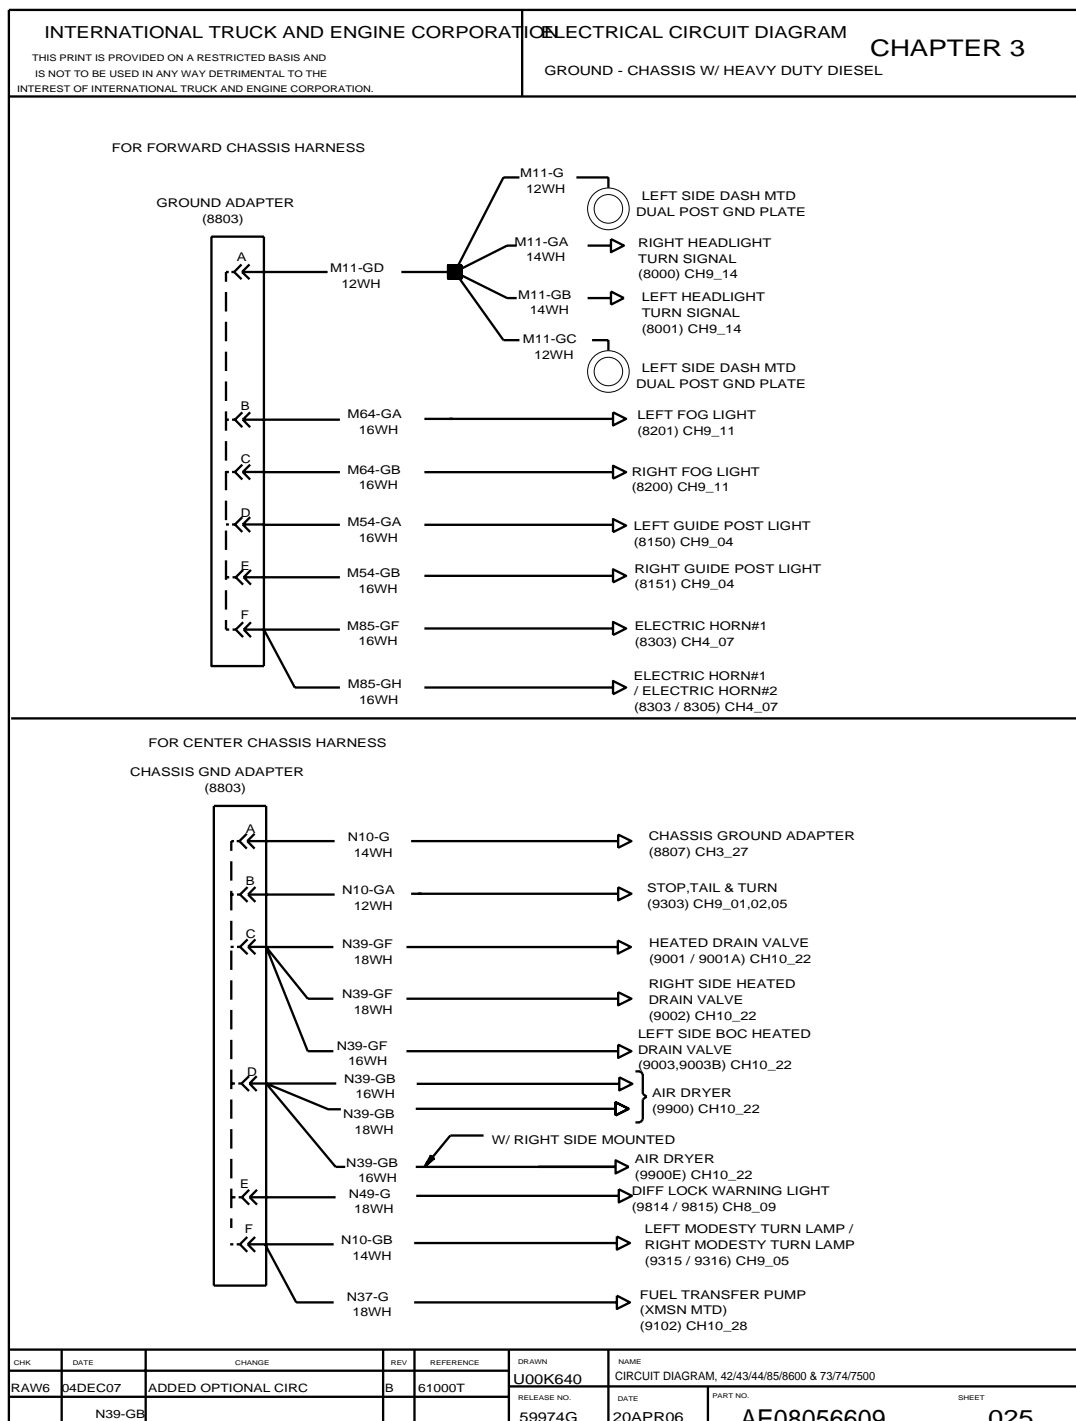 INTERNATIONAL TRUCK AND ENGINE CORPORATION
THIS PRINT IS PROVIDED ON A RESTRICTED BASIS AND
IS NOT TO BE USED IN ANY WAY DETRIMENTAL TO THE
INTEREST OF INTERNATIONAL TRUCK AND ENGINE CORPORATION.
ELECTRICAL CIRCUIT DIAGRAM
CHAPTER 3
GROUND - CHASSIS W/ HEAVY DUTY DIESEL
FOR FORWARD CHASSIS HARNESS
GROUND ADAPTER
(8803)
A
M11-GD
12WH
M11-G
12WH
LEFT SIDE DASH MTD
DUAL POST GND PLATE
M11-GA
14WH
RIGHT HEADLIGHT
TURN SIGNAL
(8000) CH9_14
M11-GB
14WH
LEFT HEADLIGHT
TURN SIGNAL
(8001) CH9_14
M11-GC
12WH
LEFT SIDE DASH MTD
DUAL POST GND PLATE
B
M64-GA
16WH
LEFT FOG LIGHT
(8201) CH9_11
C
M64-GB
16WH
RIGHT FOG LIGHT
(8200) CH9_11
D
M54-GA
16WH
LEFT GUIDE POST LIGHT
(8150) CH9_04
E
M54-GB
16WH
RIGHT GUIDE POST LIGHT
(8151) CH9_04
F
M85-GF
16WH
ELECTRIC HORN#1
(8303) CH4_07
M85-GH
16WH
ELECTRIC HORN#1
/ ELECTRIC HORN#2
(8303 / 8305) CH4_07
FOR CENTER CHASSIS HARNESS
CHASSIS GND ADAPTER
(8803)
A
N10-G
14WH
CHASSIS GROUND ADAPTER
(8807) CH3_27
B
N10-GA
12WH
STOP,TAIL & TURN
(9303) CH9_01,02,05
C
N39-GF
18WH
HEATED DRAIN VALVE
(9001 / 9001A) CH10_22
N39-GF
18WH
RIGHT SIDE HEATED
DRAIN VALVE
(9002) CH10_22
N39-GF
16WH
LEFT SIDE BOC HEATED
DRAIN VALVE
(9003,9003B) CH10_22
D
N39-GB
16WH
N39-GB
18WH
AIR DRYER
(9900) CH10_22
W/ RIGHT SIDE MOUNTED
N39-GB
16WH
AIR DRYER
(9900E) CH10_22
E
N49-G
18WH
DIFF LOCK WARNING LIGHT
(9814 / 9815) CH8_09
F
N10-GB
14WH
LEFT MODESTY TURN LAMP /
RIGHT MODESTY TURN LAMP
(9315 / 9316) CH9_05
N37-G
18WH
FUEL TRANSFER PUMP
(XMSN MTD)
(9102) CH10_28
CHK DATE CHANGE REV REFERENCE
RAW6 04DEC07 ADDED OPTIONAL CIRC B 61000T
N39-GB
DRAWN
U00K640
NAME
CIRCUIT DIAGRAM, 42/43/44/85/8600 & 73/74/7500
RELEASE NO.
59974G
DATE
20APR06
PART NO.
AE08056609
SHEET
025